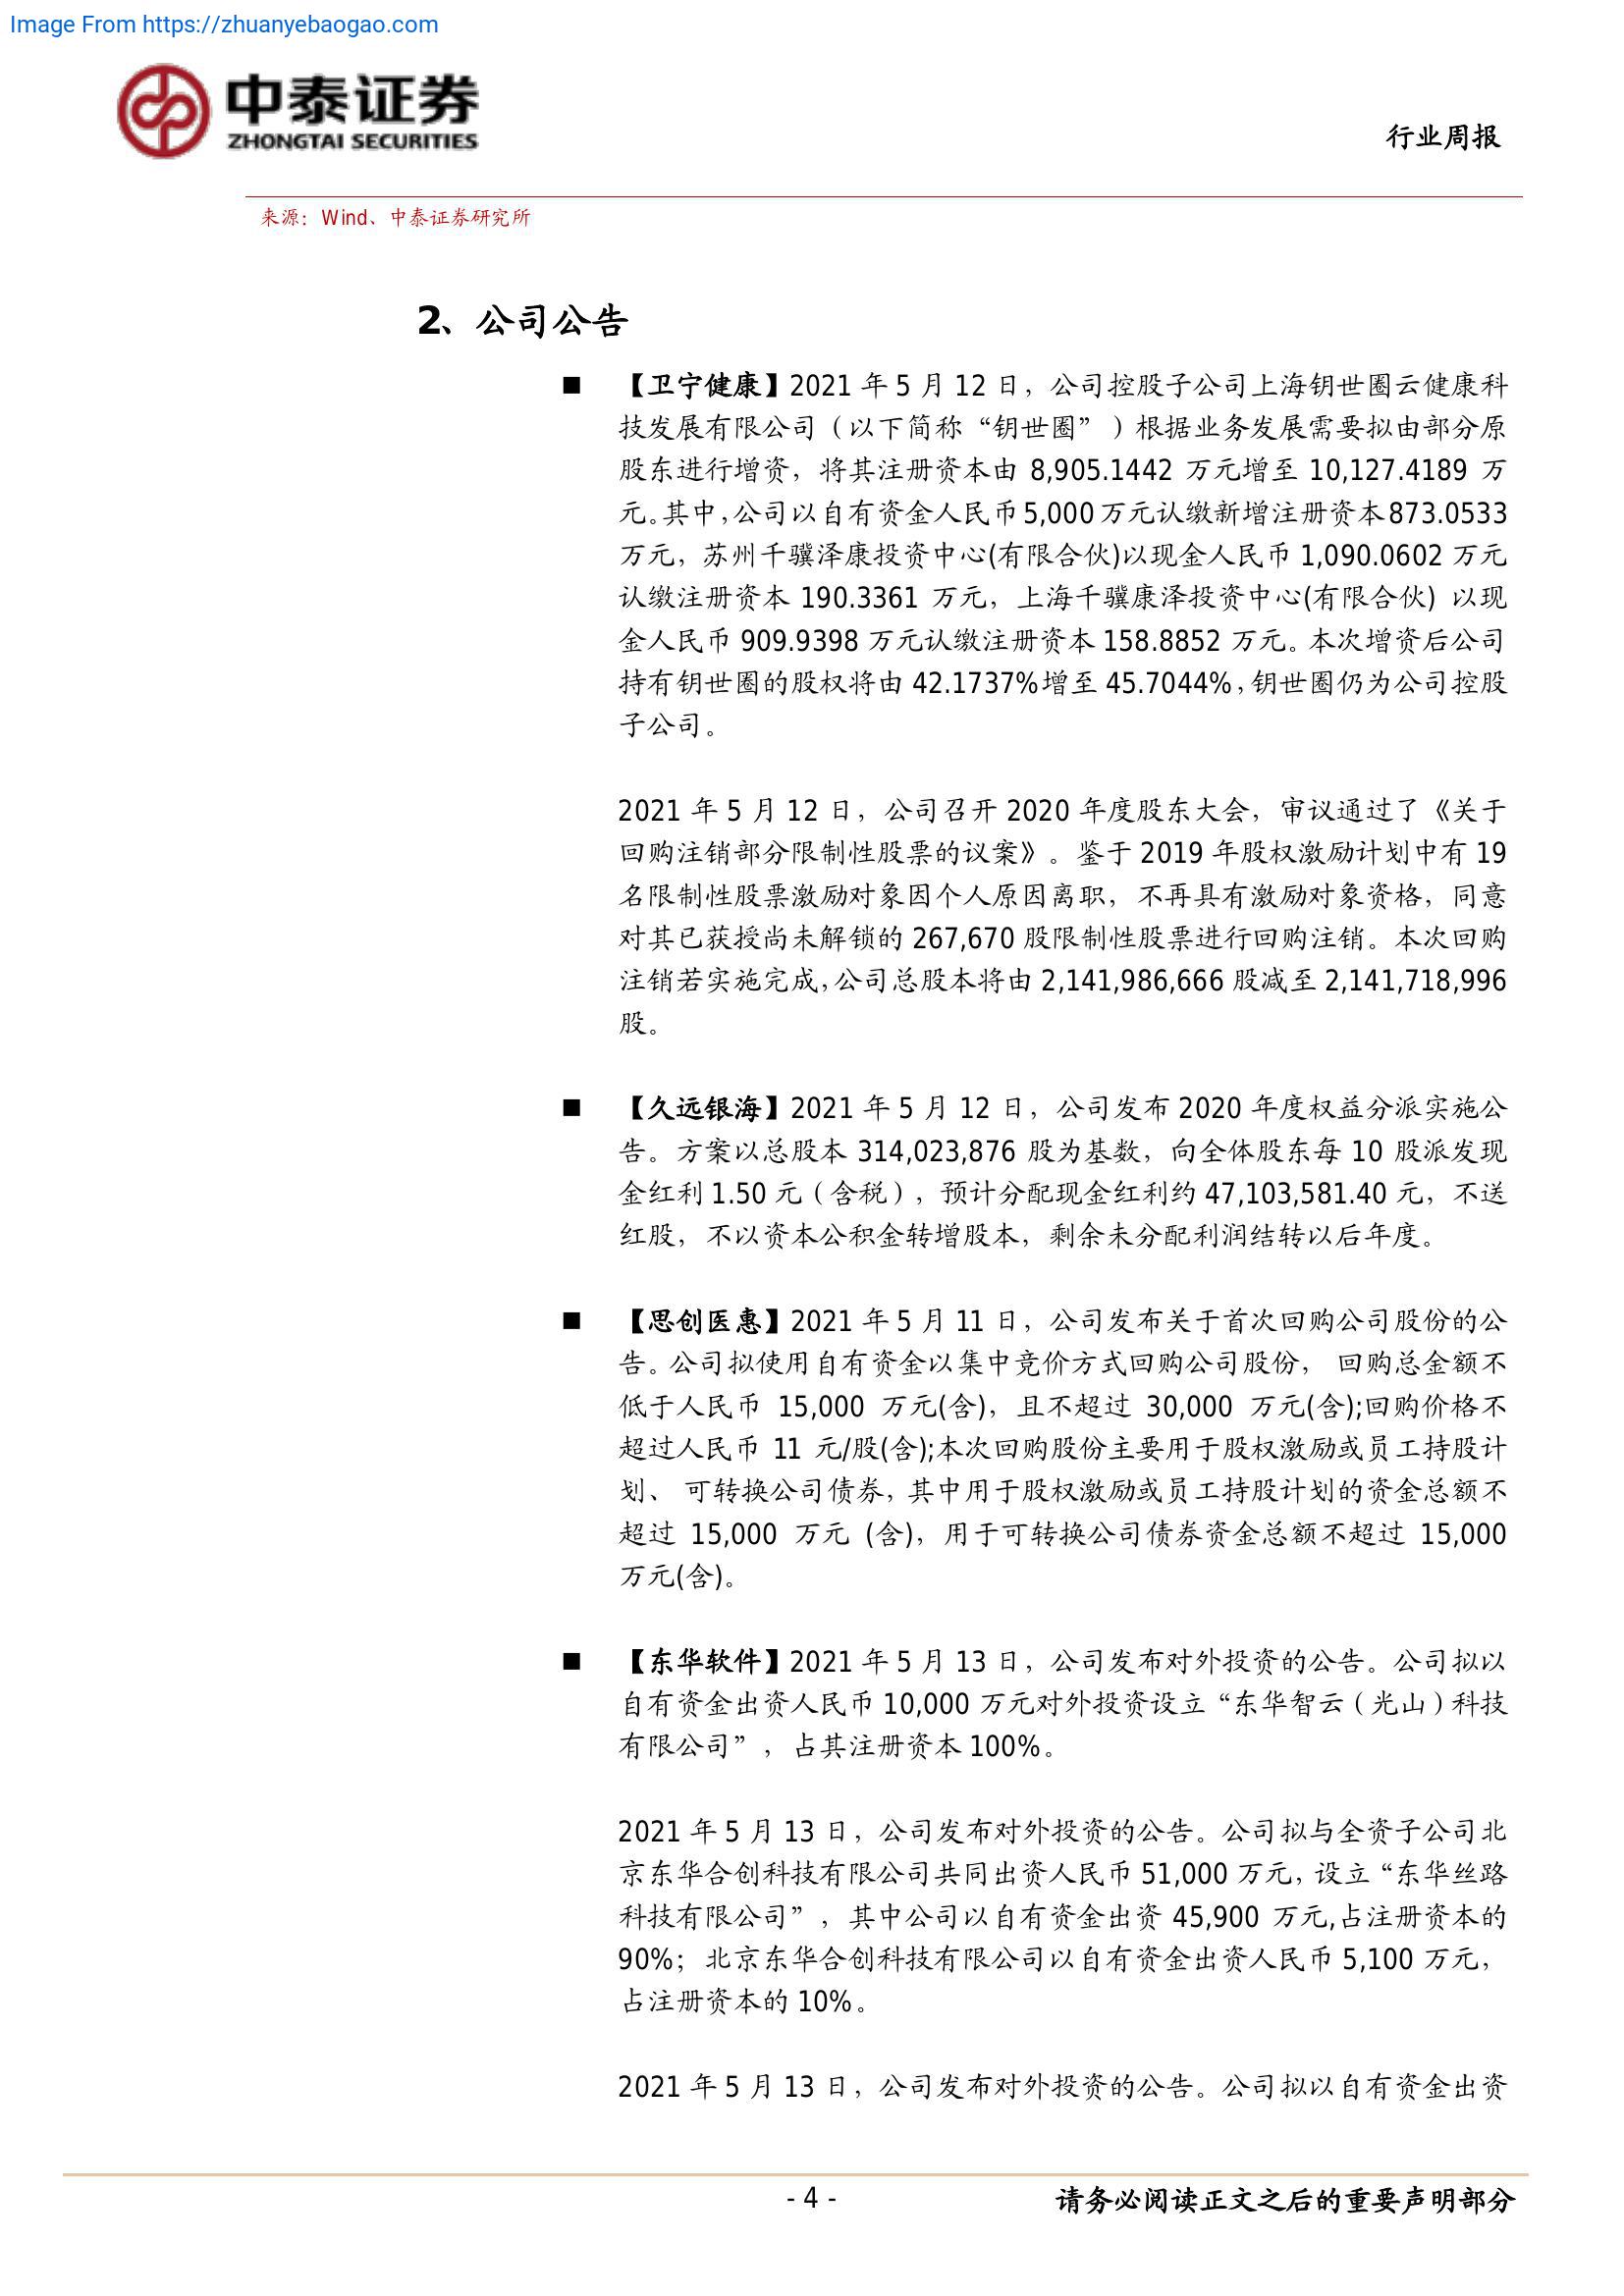 Image From https://zhuanyebaogao.com
中泰证券
ZHONGTAI SECURITIES
行业周报
来源：Wind、中泰证券研究所
2、公司公告
■ 【卫宁健康】2021 年 5 月 12 日，公司控股子公司上海钥世圈云健康科
技发展有限公司（以下简称“钥世圈”）根据业务发展需要拟由部分原
股东进行增资，将其注册资本由 8,905.1442 万元增至 10,127.4189 万
元。其中，公司以自有资金人民币 5,000 万元认缴新增注册资本 873.0533
万元，苏州千骥泽康投资中心(有限合伙)以现金人民币 1,090.0602 万元
认缴注册资本 190.3361 万元，上海千骥康泽投资中心(有限合伙) 以现
金人民币 909.9398 万元认缴注册资本 158.8852 万元。本次增资后公司
持有钥世圈的股权将由 42.1737%增至 45.7044%，钥世圈仍为公司控股
子公司。
2021 年 5 月 12 日，公司召开 2020 年度股东大会，审议通过了《关于
回购注销部分限制性股票的议案》。鉴于 2019 年股权激励计划中有 19
名限制性股票激励对象因个人原因离职，不再具有激励对象资格，同意
对其已获授尚未解锁的 267,670 股限制性股票进行回购注销。本次回购
注销若实施完成，公司总股本将由 2,141,986,666 股减至 2,141,718,996
股。
■ 【久远银海】2021 年 5 月 12 日，公司发布 2020 年度权益分派实施公
告。方案以总股本 314,023,876 股为基数，向全体股东每 10 股派发现
金红利 1.50 元（含税），预计分配现金红利约 47,103,581.40 元，不送
红股，不以资本公积金转增股本，剩余未分配利润结转以后年度。
■ 【思创医惠】2021 年 5 月 11 日，公司发布关于首次回购公司股份的公
告。公司拟使用自有资金以集中竞价方式回购公司股份， 回购总金额不
低于人民币 15,000 万元(含)，且不超过 30,000 万元(含);回购价格不
超过人民币 11 元/股(含);本次回购股份主要用于股权激励或员工持股计
划、 可转换公司债券，其中用于股权激励或员工持股计划的资金总额不
超过 15,000 万元 (含)，用于可转换公司债券资金总额不超过 15,000
万元(含)。
■ 【东华软件】2021 年 5 月 13 日，公司发布对外投资的公告。公司拟以
自有资金出资人民币 10,000 万元对外投资设立“东华智云（光山）科技
有限公司”，占其注册资本 100%。
2021 年 5 月 13 日，公司发布对外投资的公告。公司拟与全资子公司北
京东华合创科技有限公司共同出资人民币 51,000 万元，设立“东华丝路
科技有限公司”，其中公司以自有资金出资 45,900 万元,占注册资本的
90%；北京东华合创科技有限公司以自有资金出资人民币 5,100 万元，
占注册资本的 10%。
2021 年 5 月 13 日，公司发布对外投资的公告。公司拟以自有资金出资
- 4 -
请务必阅读正文之后的重要声明部分